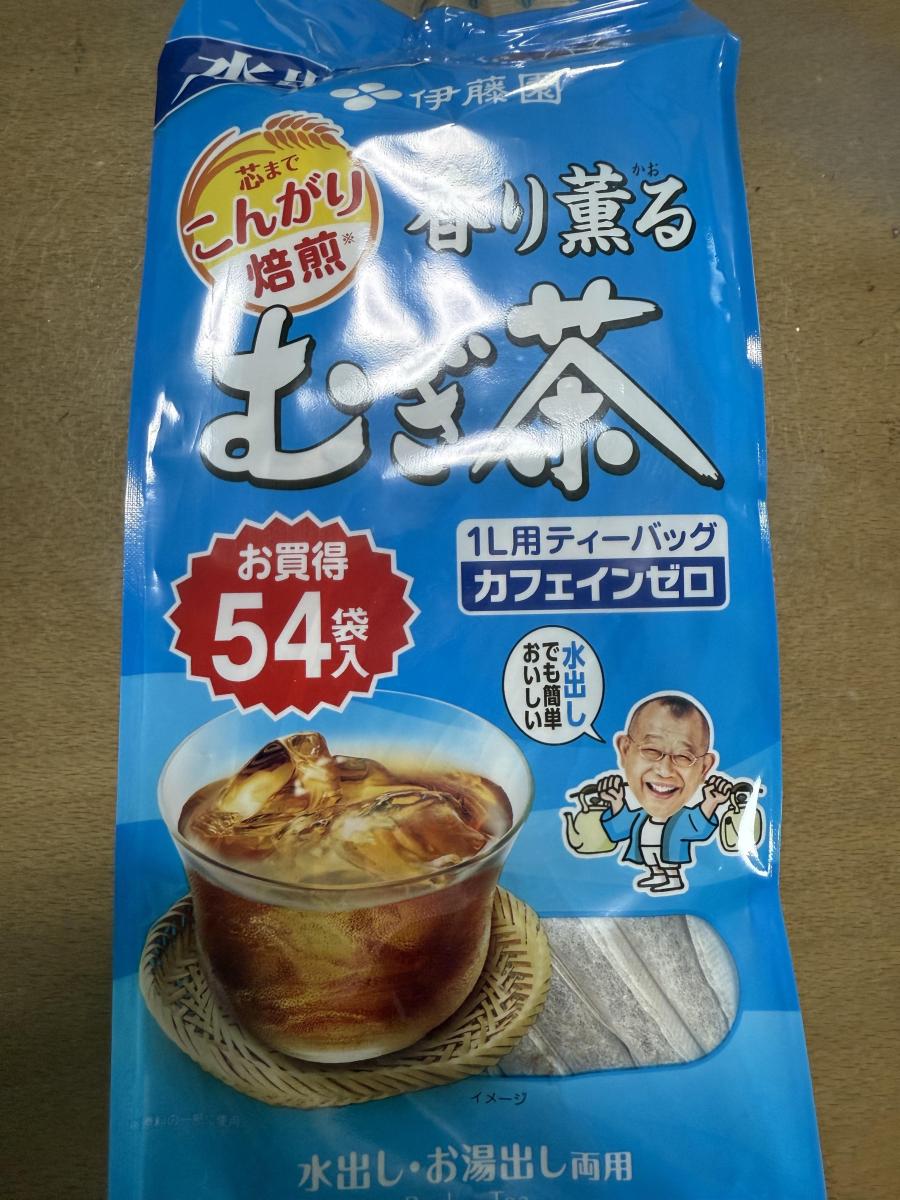 水出
伊藤園
芯まで
こんがり
焙煎※
かお
香り薫る
むぎ茶
1L用ティーバッグ
カフェインゼロ
お買得
54袋入
水出し
でも簡単
おいしい
イメージ
水出し・お湯出し両用